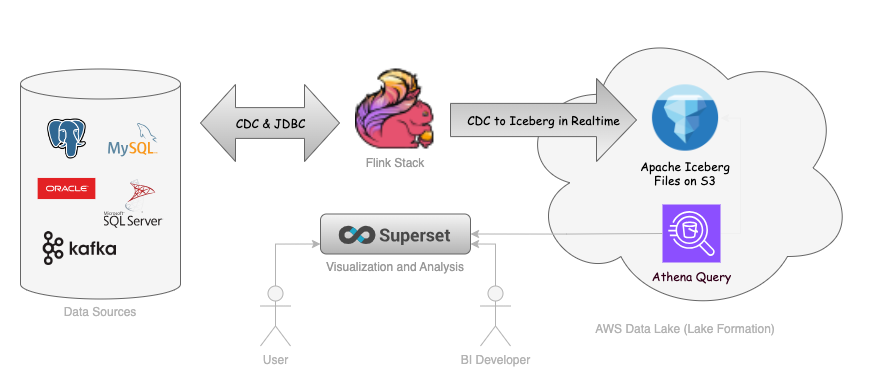 MySQL
ORACLE
Microsoft
SQL Server
kafka
Data Sources
CDC & JDBC
Flink Stack
CDC to Iceberg in Realtime
Apache Iceberg
Files on S3
Athena Query
AWS Data Lake (Lake Formation)
Superset
Visualization and Analysis
User
BI Developer